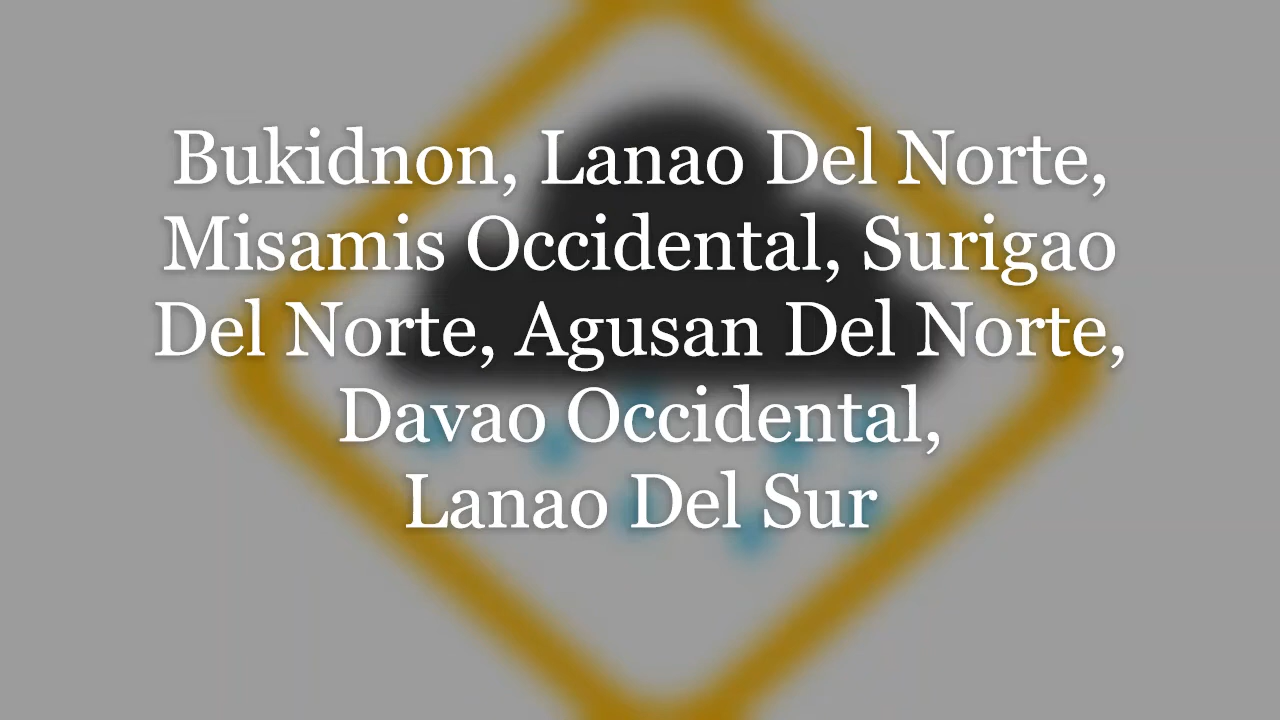 Bukidnon, Lanao Del Norte,
Misamis Occidental, Surigao
Del Norte, Agusan Del Norte,
Davao Occidental,
Lanao Del Sur